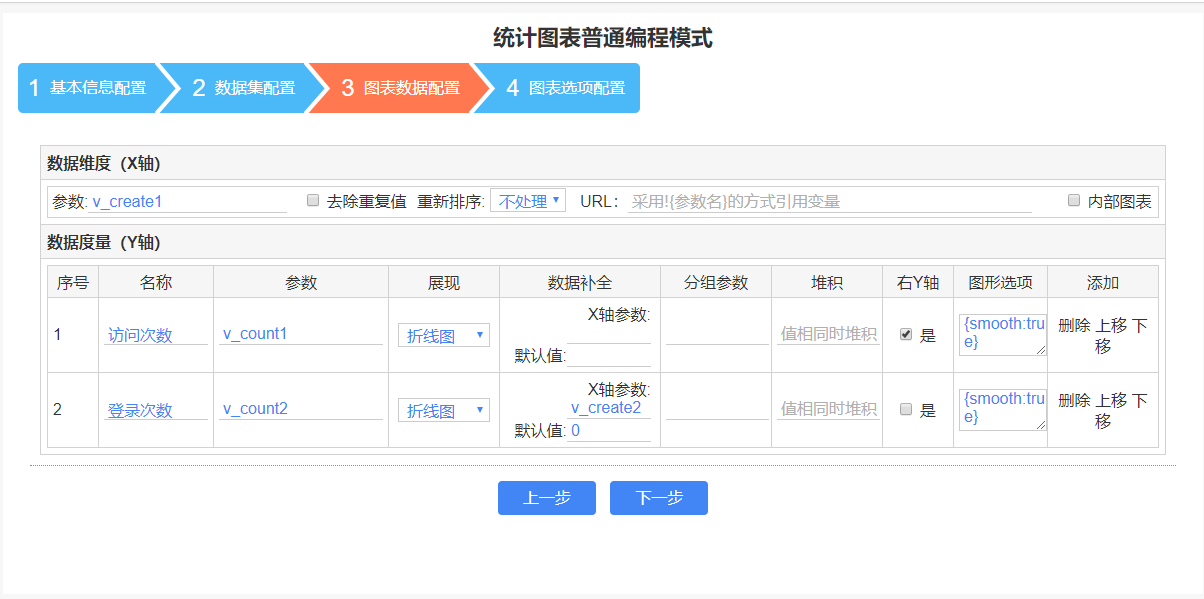 统计图表普通编程模式
1 基本信息配置 2 数据集配置 3 图表数据配置 4 图表选项配置
数据维度（X轴）
参数: v_create1 去除重复值 重新排序: 不处理 URL： 采用!{参数名}的方式引用变量 内部图表
数据度量（Y轴）
序号 名称 参数 展现 数据补全 分组参数 堆积 右Y轴 图形选项 添加
1 访问次数 v_count1 折线图 X轴参数: 默认值: 值相同时堆积 是 {smooth:tru
e} 删除 上移 下
移
2 登录次数 v_count2 折线图 X轴参数:
v_create2
默认值: 0 值相同时堆积 是 {smooth:tru
e} 删除 上移 下
移
上一步 下一步